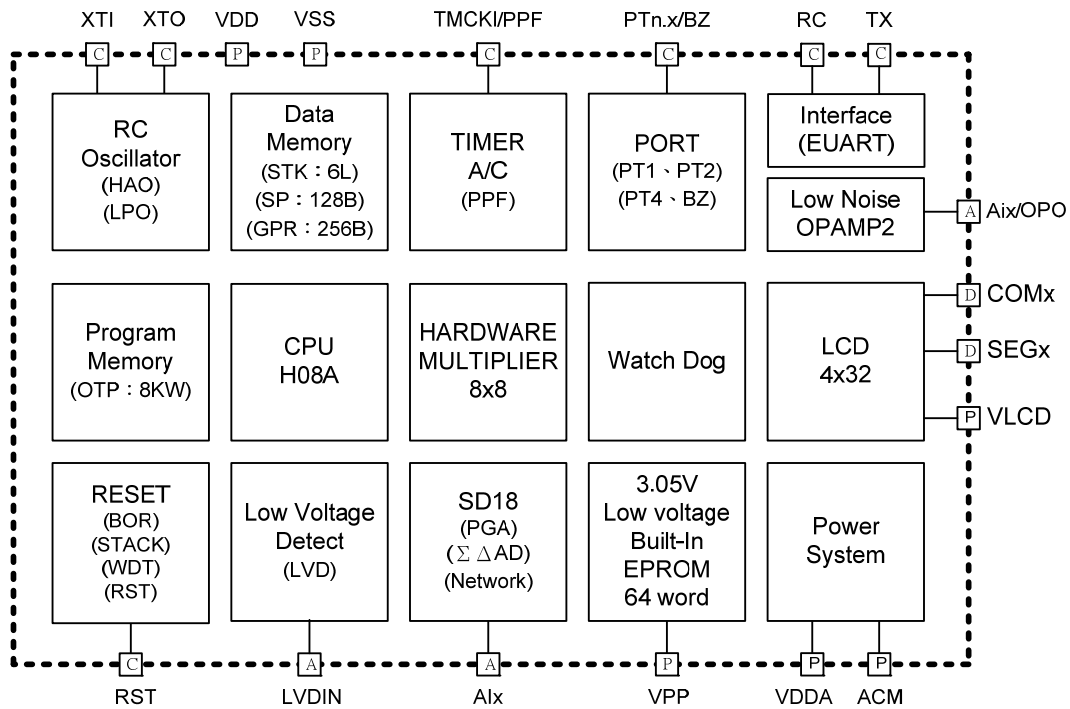 XTI XTO VDD VSS TMCKI/PPF PTn.x/BZ RC TX
C C P P C C C C
RC
Oscillator
(HAO)
(LPO)
Data
Memory
(STK：6L)
(SP：128B)
(GPR：256B)
TIMER
A/C
(PPF)
PORT
(PT1、PT2)
(PT4、BZ)
Interface
(EUART)
Low Noise
OPAMP2
A Aix/OPO
Program
Memory
(OTP：8KW)
CPU
H08A
HARDWARE
MULTIPLIER
8x8
Watch Dog
LCD
4x32
D COMx
D SEGx
P VLCD
RESET
(BOR)
(STACK)
(WDT)
(RST)
Low Voltage
Detect
(LVD)
SD18
(PGA)
(Σ Δ AD)
(Network)
3.05V
Low voltage
Built-In
EPROM
64 word
Power
System
C A A P P P
RST LVDIN AIx VPP VDDA ACM